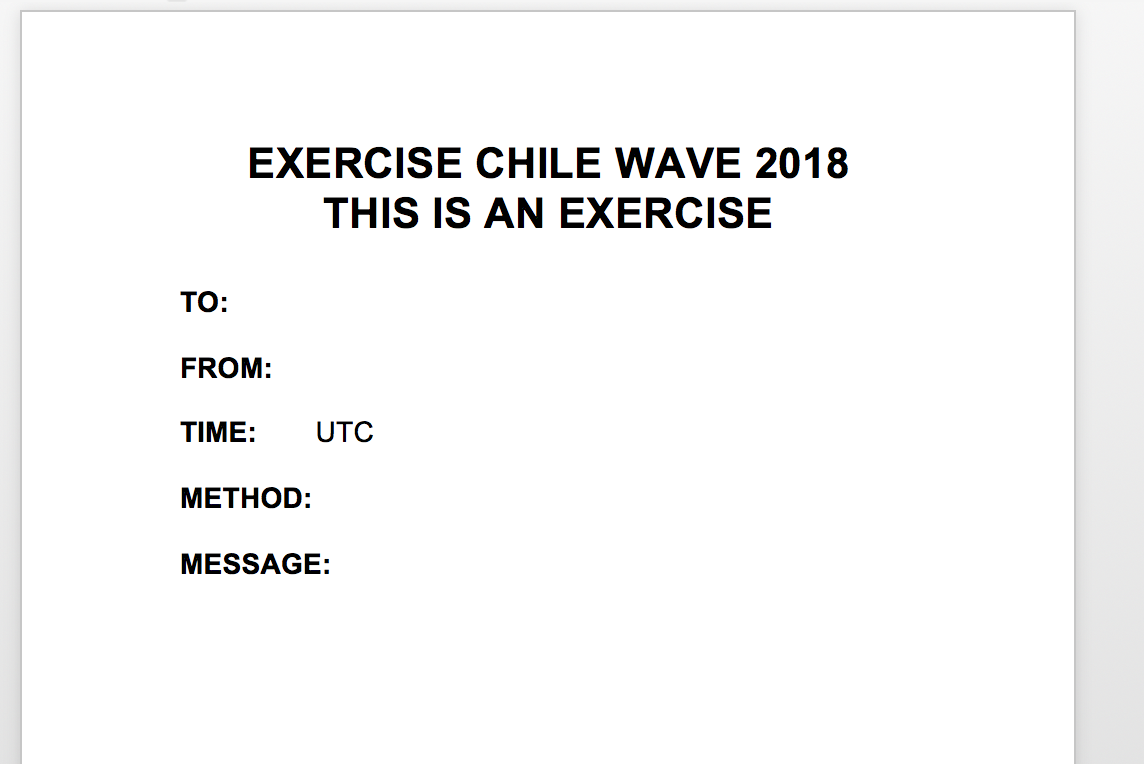 EXERCISE CHILE WAVE 2018
THIS IS AN EXERCISE
TO:
FROM:
TIME: UTC
METHOD:
MESSAGE: